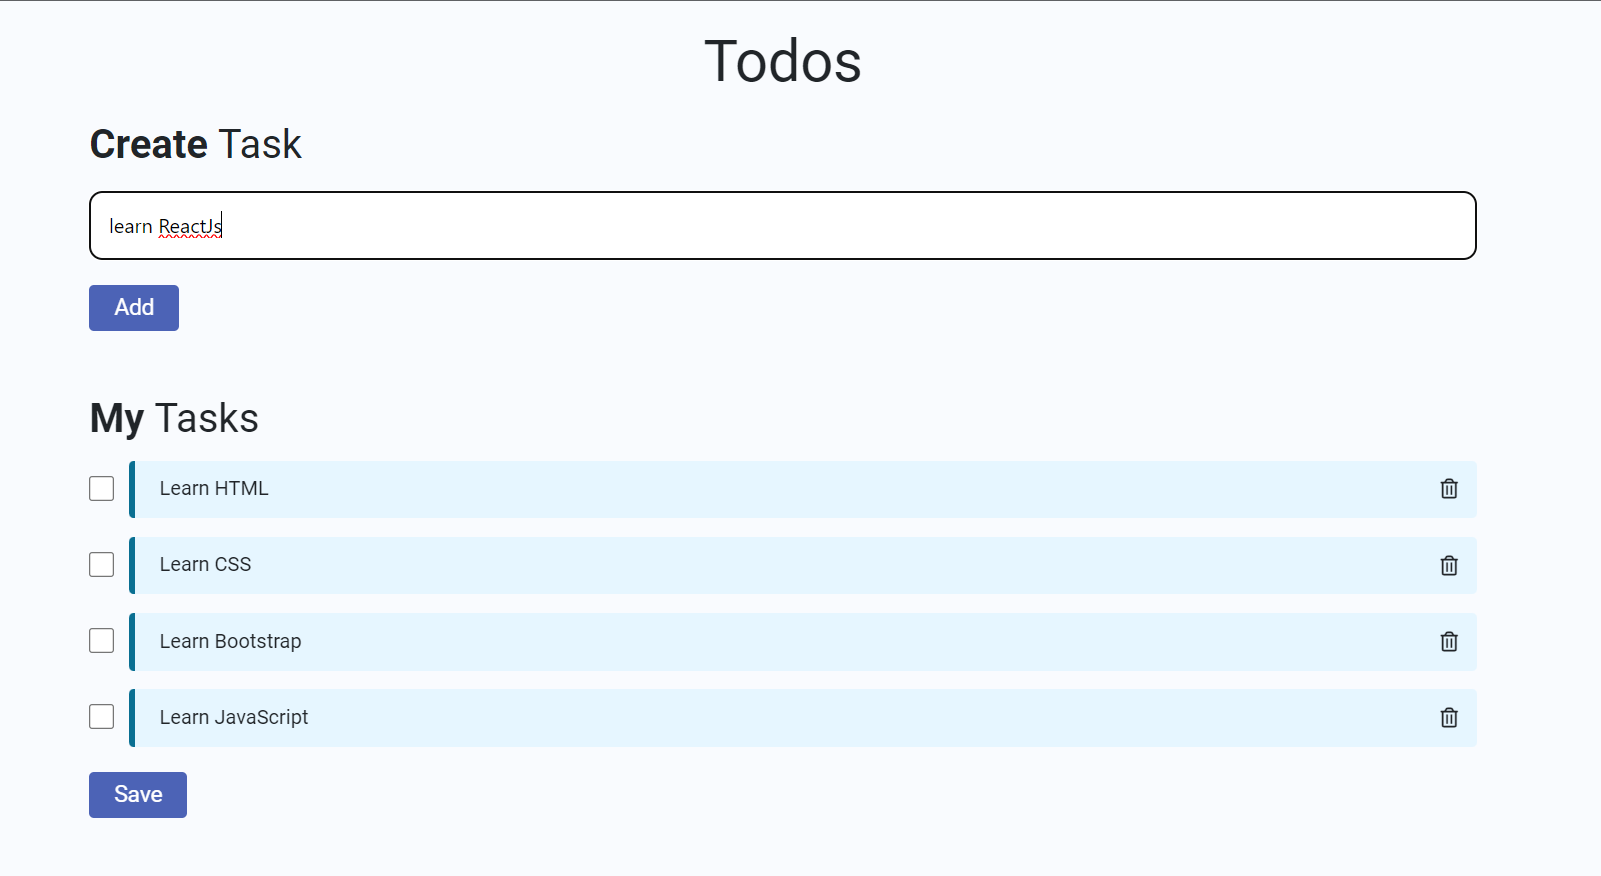 Todos
Create Task
learn ReactJs
Add
My Tasks
Learn HTML
Learn CSS
Learn Bootstrap
Learn JavaScript
Save